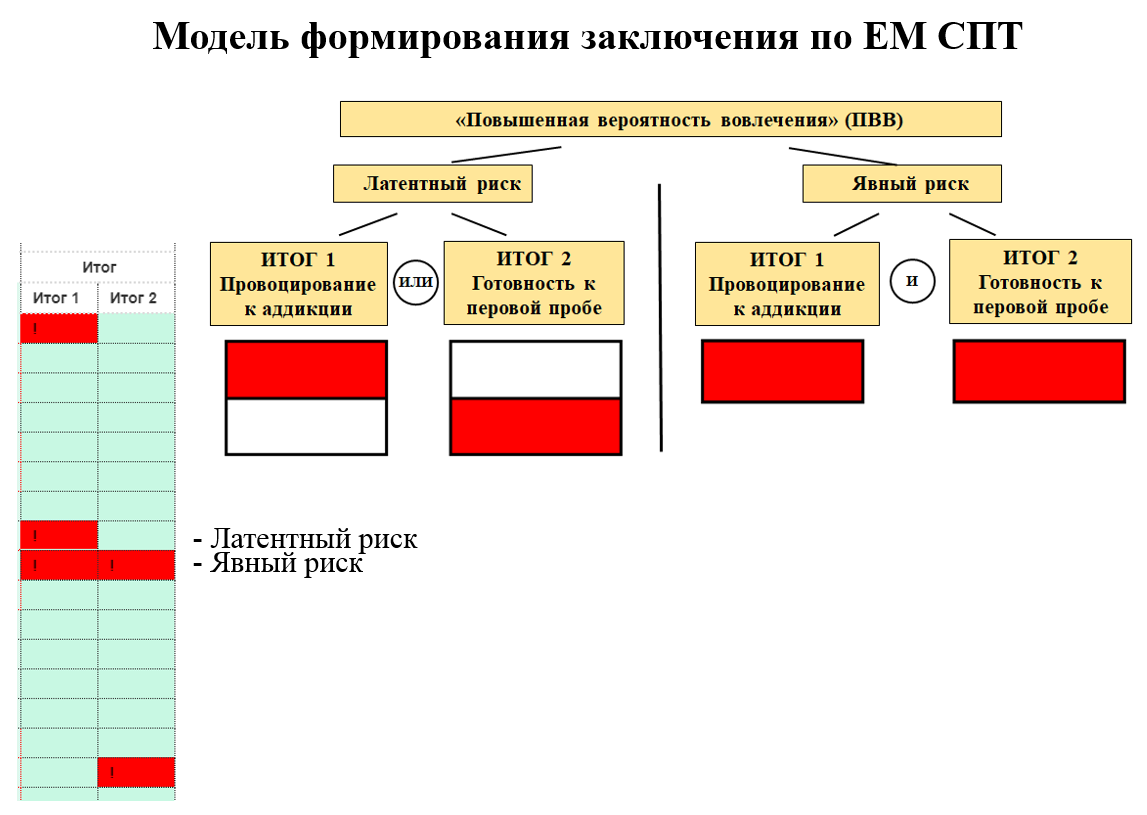 Модель формирования заключения по ЕМ СПТ
«Повышенная вероятность вовлечения» (ПВВ)
Латентный риск
Явный риск
ИТОГ 1
Провоцирование
к аддикции
ИЛИ
ИТОГ 2
Готовность к
перовой пробе
ИТОГ 1
Провоцирование
к аддикции
И
ИТОГ 2
Готовность к
перовой пробе
Итог
Итог 1 Итог 2
!
!
- Латентный риск
! !
- Явный риск
!